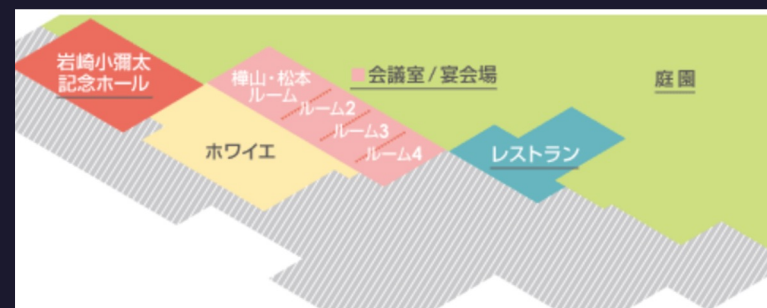 岩崎小彌太
記念ホール
樺山・松本
ルーム
ルーム2
ルーム3
ルーム4
■会議室/宴会場
庭園
ホワイエ
レストラン